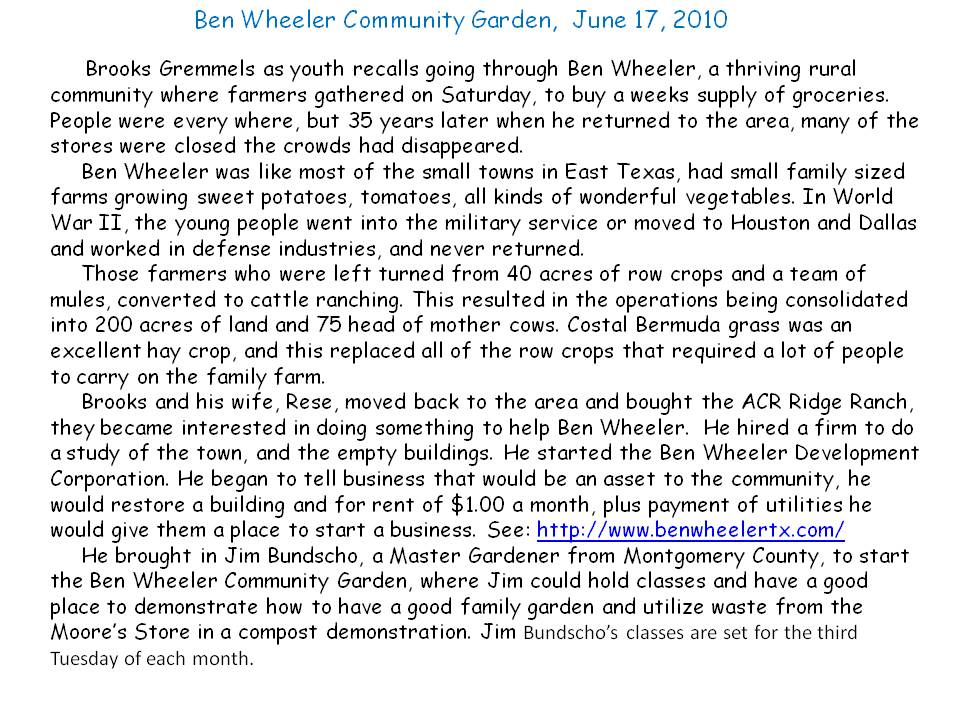 Ben Wheeler Community Garden,  June 17, 2010
Brooks Gremmels as youth recalls going through Ben Wheeler, a thriving rural
community where farmers gathered on Saturday, to buy a weeks supply of groceries.
People were every where, but 35 years later when he returned to the area, many of the
stores were closed the crowds had disappeared.
Ben Wheeler was like most of the small towns in East Texas, had small family sized
farms growing sweet potatoes, tomatoes, all kinds of wonderful vegetables. In World
War II, the young people went into the military service or moved to Houston and Dallas
and worked in defense industries, and never returned.
Those farmers who were left turned from 40 acres of row crops and a team of
mules, converted to cattle ranching. This resulted in the operations being consolidated
into 200 acres of land and 75 head of mother cows. Costal Bermuda grass was an
excellent hay crop, and this replaced all of the row crops that required a lot of people
to carry on the family farm.
Brooks and his wife, Rese, moved back to the area and bought the ACR Ridge Ranch,
they became interested in doing something to help Ben Wheeler.  He hired a firm to do
a study of the town, and the empty buildings. He started the Ben Wheeler Development
Corporation. He began to tell business that would be an asset to the community, he
would restore a building and for rent of $1.00 a month, plus payment of utilities he
would give them a place to start a business.  See: http://www.benwheelertx.com/
He brought in Jim Bundscho, a Master Gardener from Montgomery County, to start
the Ben Wheeler Community Garden, where Jim could hold classes and have a good
place to demonstrate how to have a good family garden and utilize waste from the
Moore's Store in a compost demonstration. Jim Bundscho's classes are set for the third
Tuesday of each month.